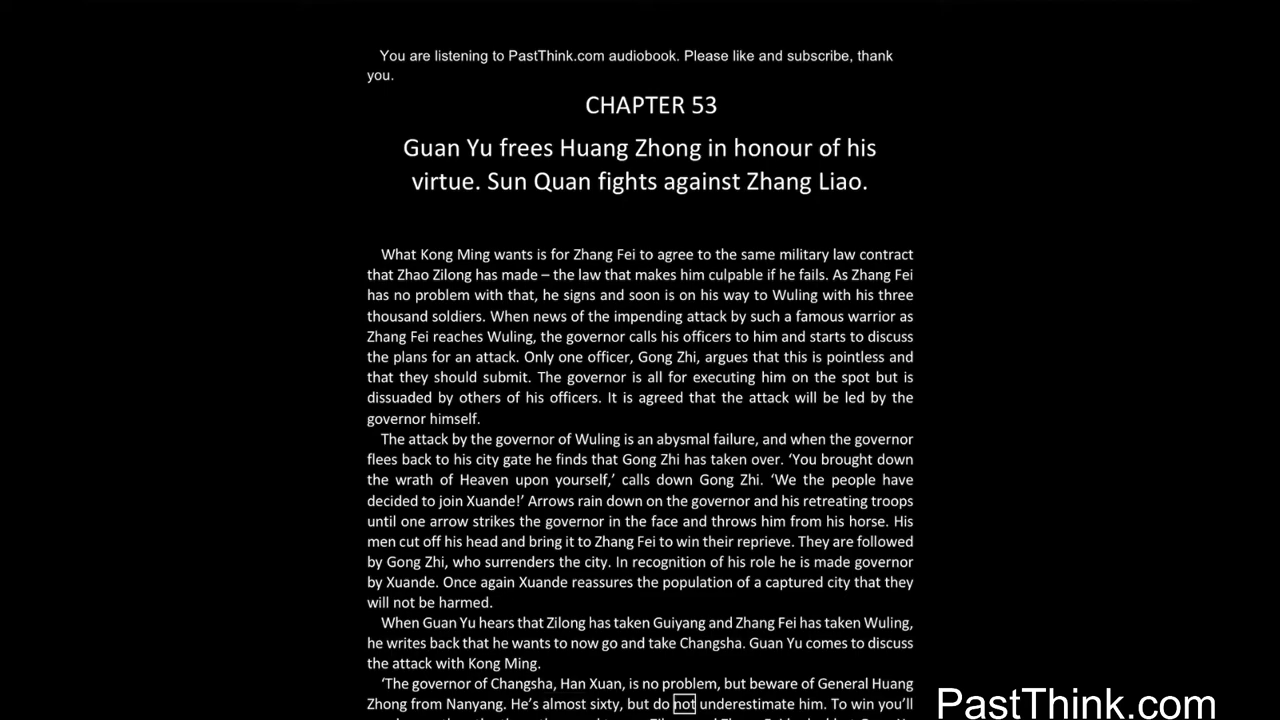 You are listening to PastThink.com audiobook. Please like and subscribe, thank
you.
CHAPTER 53
Guan Yu frees Huang Zhong in honour of his
virtue. Sun Quan fights against Zhang Liao.
What Kong Ming wants is for Zhang Fei to agree to the same military law contract
that Zhao Zilong has made – the law that makes him culpable if he fails. As Zhang Fei
has no problem with that, he signs and soon is on his way to Wuling with his three
thousand soldiers. When news of the impending attack by such a famous warrior as
Zhang Fei reaches Wuling, the governor calls his officers to him and starts to discuss
the plans for an attack. Only one officer, Gong Zhi, argues that this is pointless and
that they should submit. The governor is all for executing him on the spot but is
dissuaded by others of his officers. It is agreed that the attack will be led by the
governor himself.
The attack by the governor of Wuling is an abysmal failure, and when the governor
flees back to his city gate he finds that Gong Zhi has taken over. ‘You brought down
the wrath of Heaven upon yourself,’ calls down Gong Zhi. ‘We the people have
decided to join Xuande!’ Arrows rain down on the governor and his retreating troops
until one arrow strikes the governor in the face and throws him from his horse. His
men cut off his head and bring it to Zhang Fei to win their reprieve. They are followed
by Gong Zhi, who surrenders the city. In recognition of his role he is made governor
by Xuande. Once again Xuande reassures the population of a captured city that they
will not be harmed.
When Guan Yu hears that Zilong has taken Guiyang and Zhang Fei has taken Wuling,
he writes back that he wants to now go and take Changsha. Guan Yu comes to discuss
the attack with Kong Ming.
‘The governor of Changsha, Han Xuan, is no problem, but beware of General Huang
Zhong from Nanyang. He’s almost sixty, but do not underestimate him. To win you’ll
PastThink.com